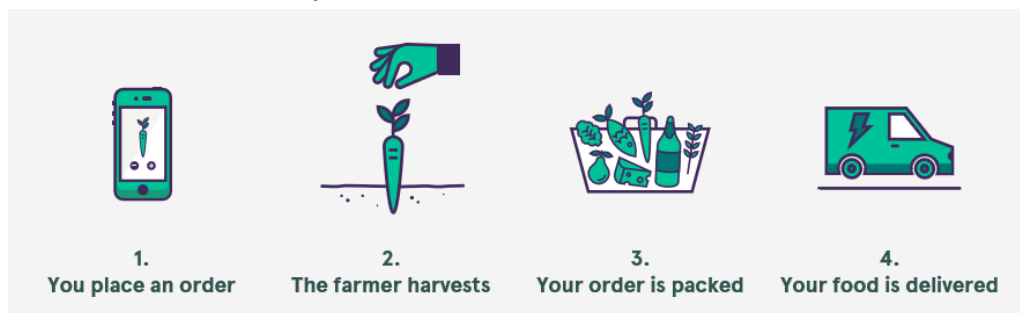 1.
You place an order
2.
The farmer harvests
3.
Your order is packed
4.
Your food is delivered